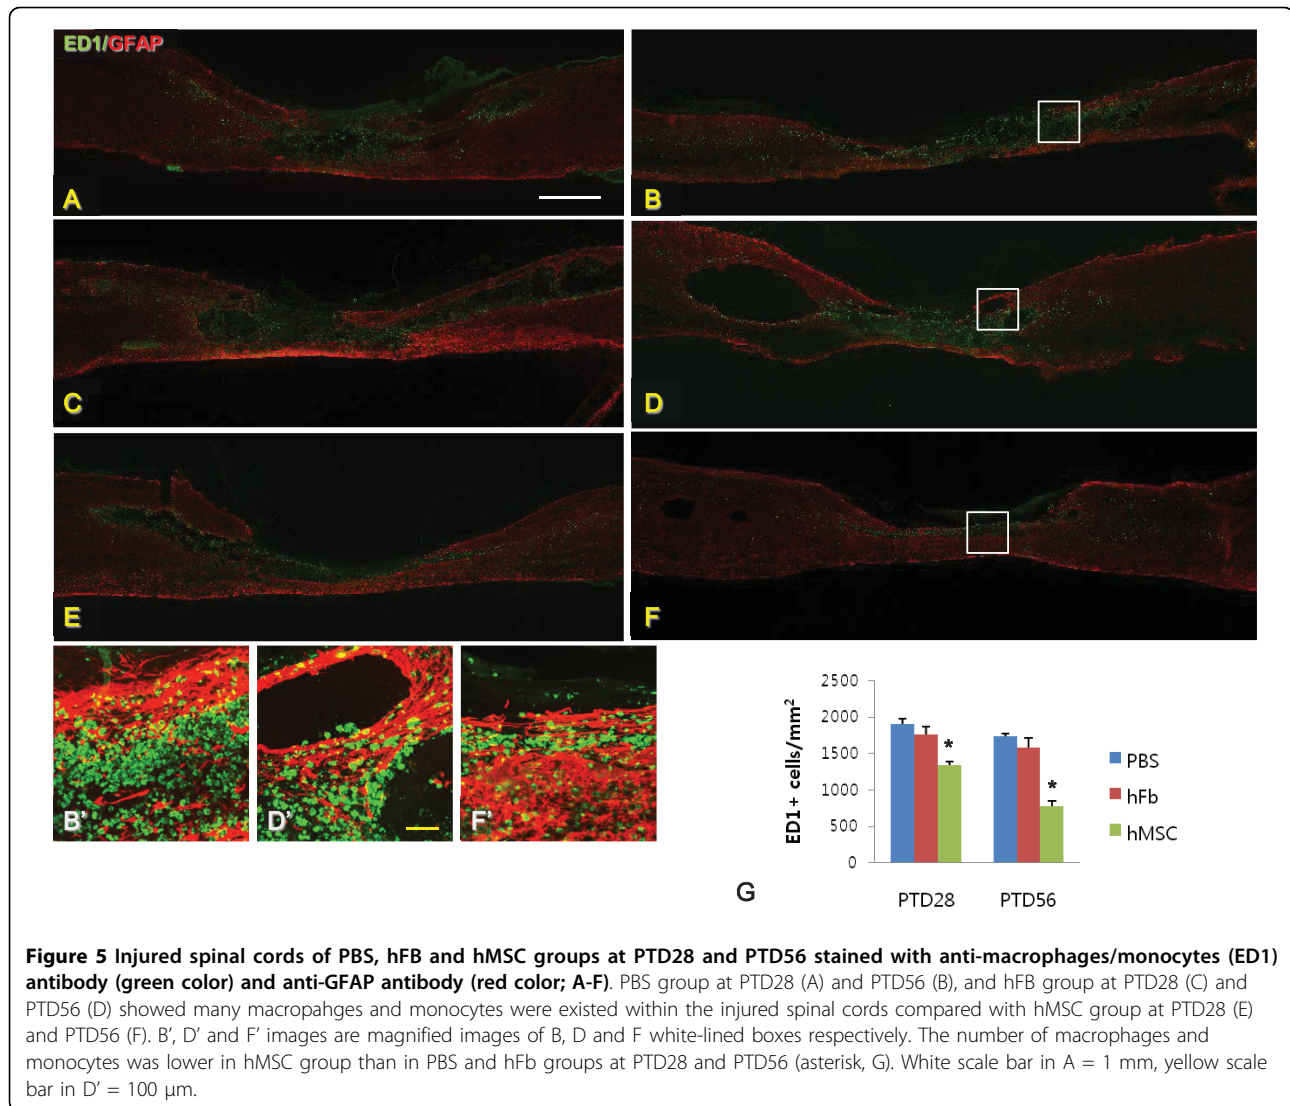 ED1/GFAP
A
B
C
D
E
F
B’
D’
F’
ED1+ cells/mm2
2500
2000
1500
1000
500
0
*
*
PBS
hFb
hMSC
PTD28 PTD56
G
Figure 5 Injured spinal cords of PBS, hFB and hMSC groups at PTD28 and PTD56 stained with anti-macrophages/monocytes (ED1)
antibody (green color) and anti-GFAP antibody (red color; A-F). PBS group at PTD28 (A) and PTD56 (B), and hFB group at PTD28 (C) and
PTD56 (D) showed many macropahges and monocytes were existed within the injured spinal cords compared with hMSC group at PTD28 (E)
and PTD56 (F). B’, D’ and F’ images are magnified images of B, D and F white-lined boxes respectively. The number of macrophages and
monocytes was lower in hMSC group than in PBS and hFb groups at PTD28 and PTD56 (asterisk, G). White scale bar in A = 1 mm, yellow scale
bar in D’ = 100 μm.